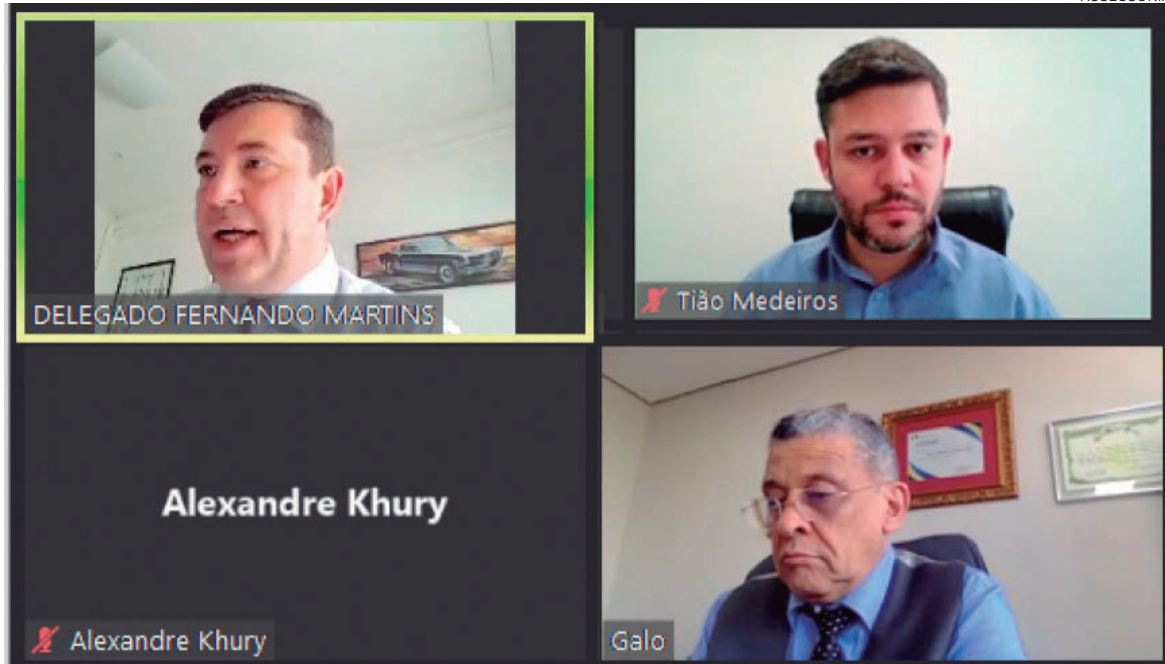 DELEGADO FERNANDO MARTINS
Tião Medeiros
Alexandre Khury
Alexandre Khury
Galo